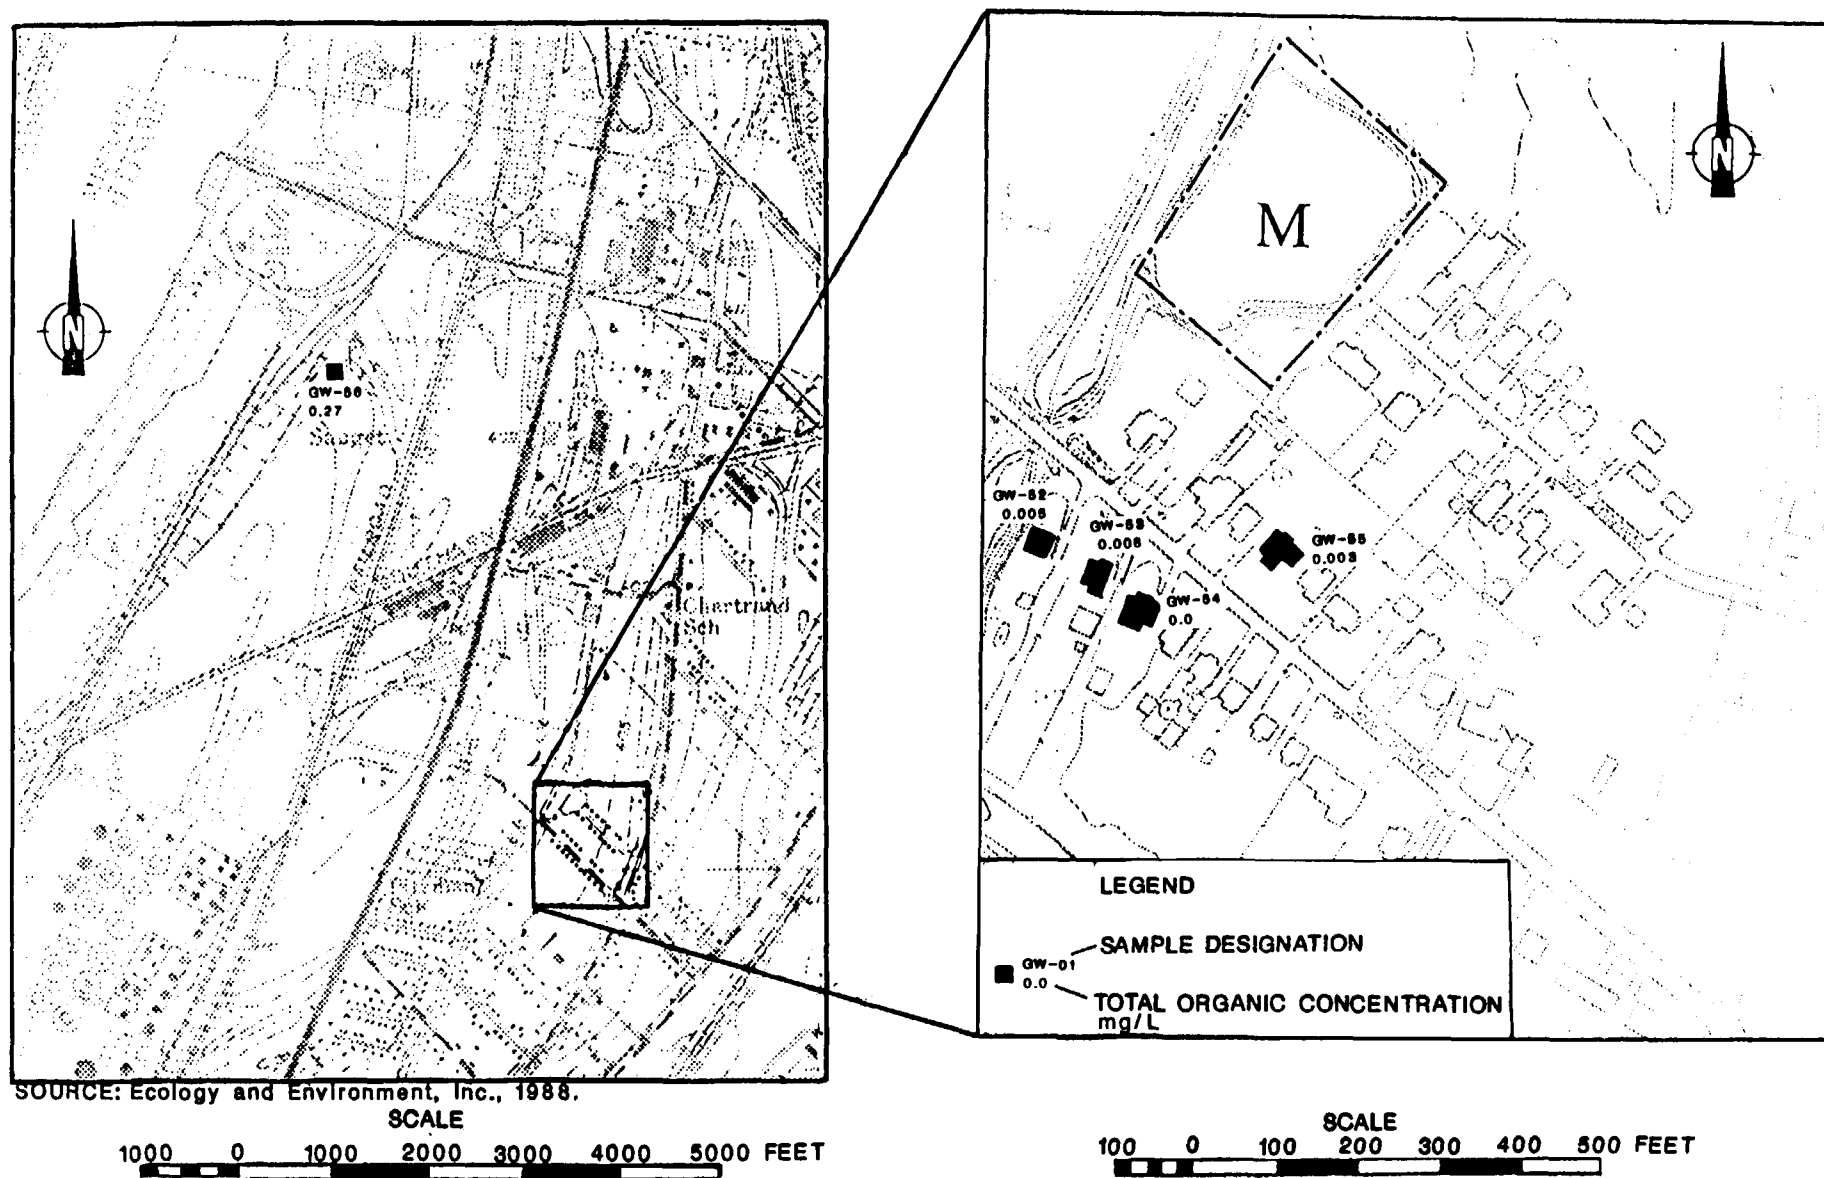 N
GW-56
0.27
Sauget
Chartrand
Sch
SOURCE: Ecology and Environment, Inc., 1988.
SCALE
1000 0 1000 2000 3000 4000 5000 FEET
M
N
GW-52
0.005
GW-53
0.006
GW-54
0.0
GW-55
0.003
LEGEND
SAMPLE DESIGNATION
GW-01
0.0
TOTAL ORGANIC CONCENTRATION
mg/L
SCALE
100 0 100 200 300 400 500 FEET